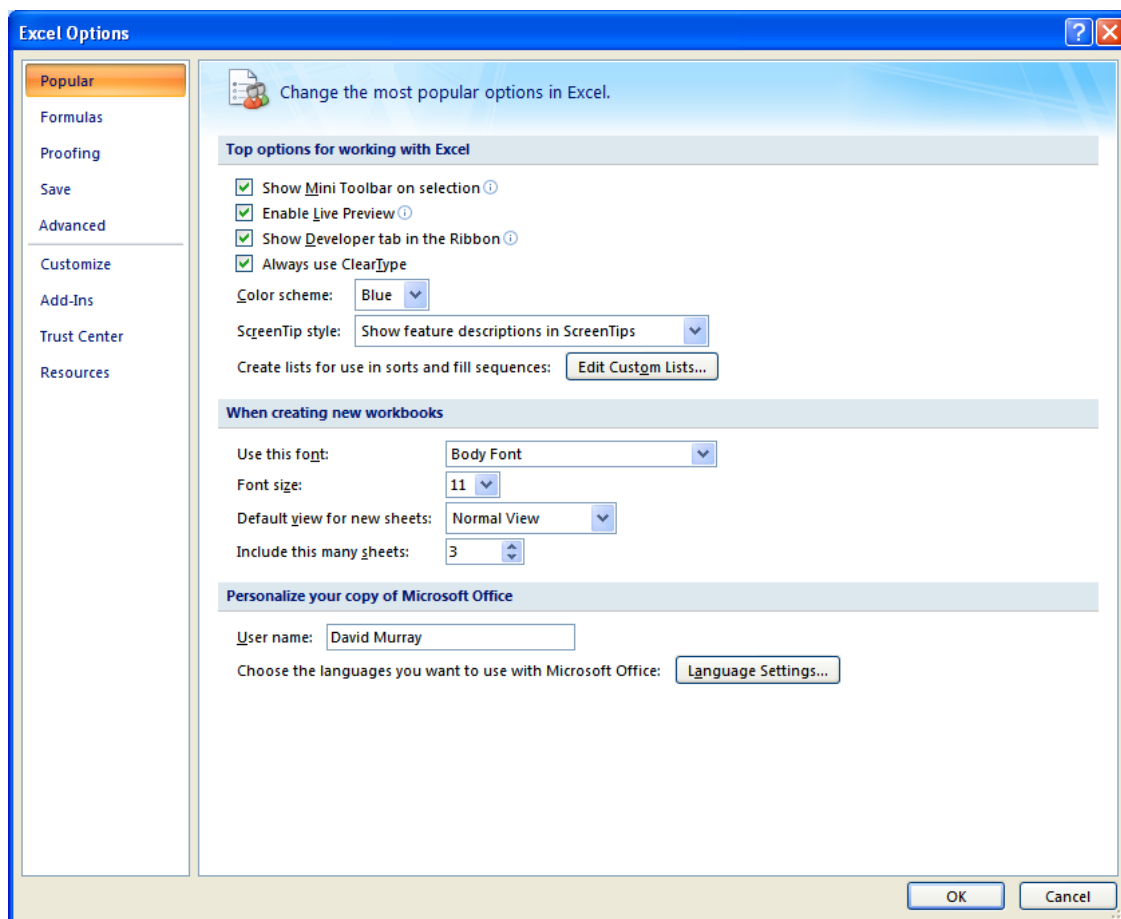 Excel Options
Popular
Formulas
Proofing
Save
Advanced
Customize
Add-Ins
Trust Center
Resources
Change the most popular options in Excel.
Top options for working with Excel
Show Mini Toolbar on selection
Enable Live Preview
Show Developer tab in the Ribbon
Always use ClearType
Color scheme: Blue
ScreenTip style: Show feature descriptions in ScreenTips
Create lists for use in sorts and fill sequences: Edit Custom Lists...
When creating new workbooks
Use this font: Body Font
Font size: 11
Default view for new sheets: Normal View
Include this many sheets: 3
Personalize your copy of Microsoft Office
User name: David Murray
Choose the languages you want to use with Microsoft Office: Language Settings...
OK Cancel